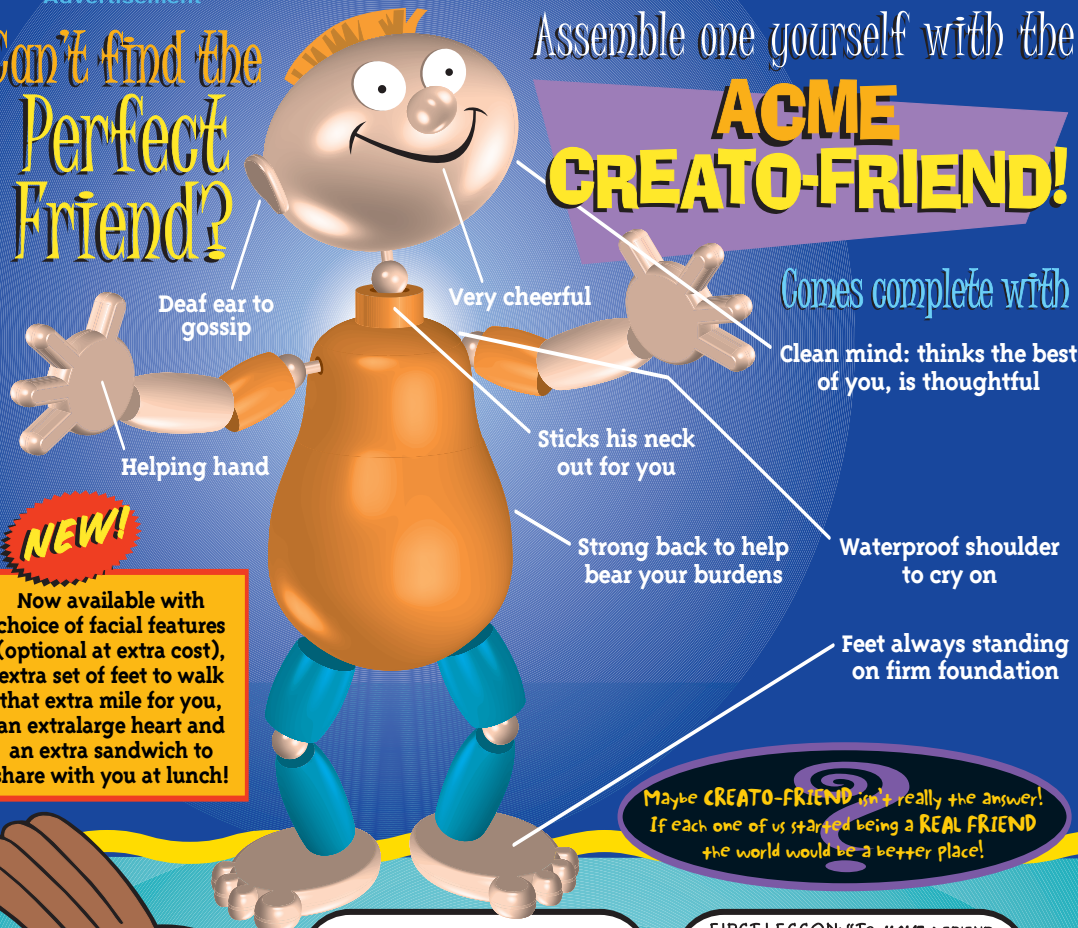 Advertisement
Can't find the
Perfect
Friend?
Assemble one yourself with the
ACME
CREATO-FRIEND!
Comes complete with
Deaf ear to
gossip
Very cheerful
Clean mind: thinks the best
of you, is thoughtful
Helping hand
Sticks his neck
out for you
Strong back to help
bear your burdens
Waterproof shoulder
to cry on
Feet always standing
on firm foundation
NEW!
Now available with
choice of facial features
(optional at extra cost),
extra set of feet to walk
that extra mile for you,
an extralarge heart and
an extra sandwich to
share with you at lunch!
Maybe CREATO-FRIEND isn't really the answer!
If each one of us started being a REAL FRIEND
the world would be a better place!
FIRST LESSON: "TO MAKE A FRIEND